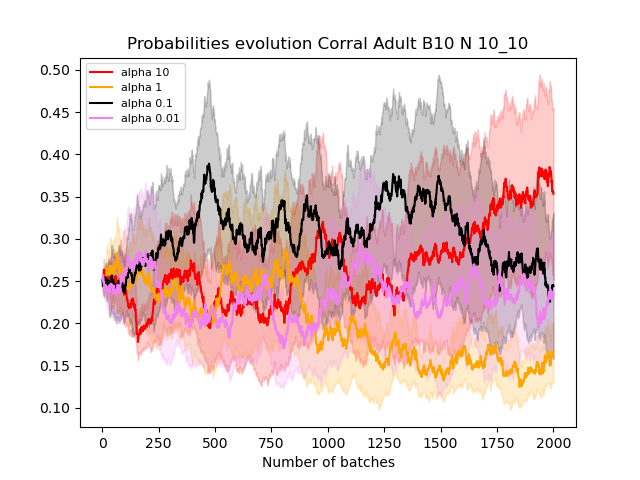 Probabilities evolution Corral Adult B10 N 10_10
alpha 10
alpha 1
alpha 0.1
alpha 0.01
0.50
0.45
0.40
0.35
0.30
0.25
0.20
0.15
0.10
0 250 500 750 1000 1250 1500 1750 2000
Number of batches